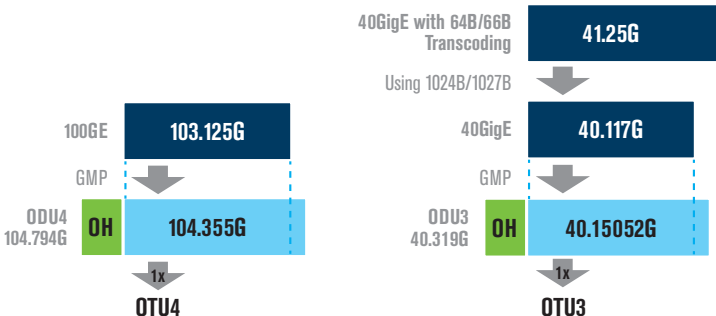 100GE
103.125G
GMP
ODU4
104.794G
OH
104.355G
1x
OTU4
40GigE with 64B/66B
Transcoding
41.25G
Using 1024B/1027B
40GigE
40.117G
GMP
ODU3
40.319G
OH
40.15052G
1x
OTU3